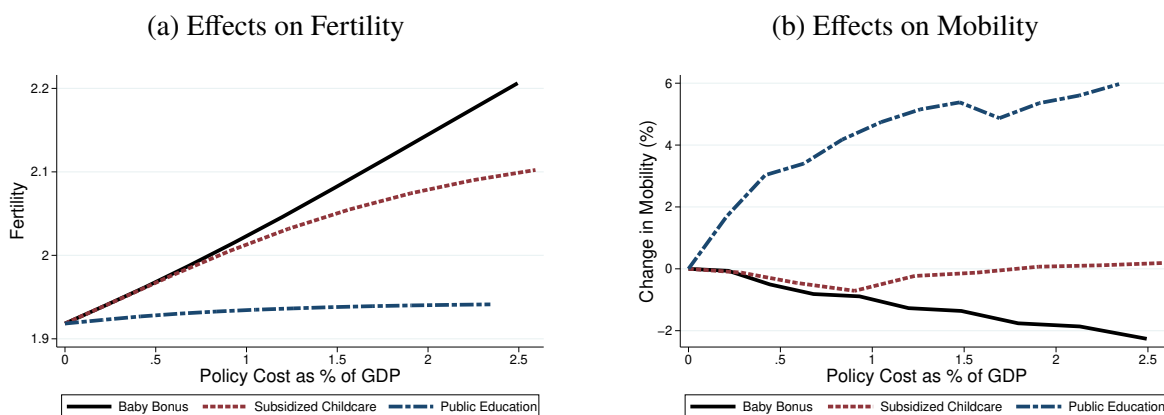 (a) Effects on Fertility
2.2
2.1
2
1.9
Fertility
0 .5 1 1.5 2 2.5
Policy Cost as % of GDP
Baby Bonus Subsidized Childcare Public Education
(b) Effects on Mobility
6
4
2
0
−2
Change in Mobility (%)
0 .5 1 1.5 2 2.5
Policy Cost as % of GDP
Baby Bonus Subsidized Childcare Public Education